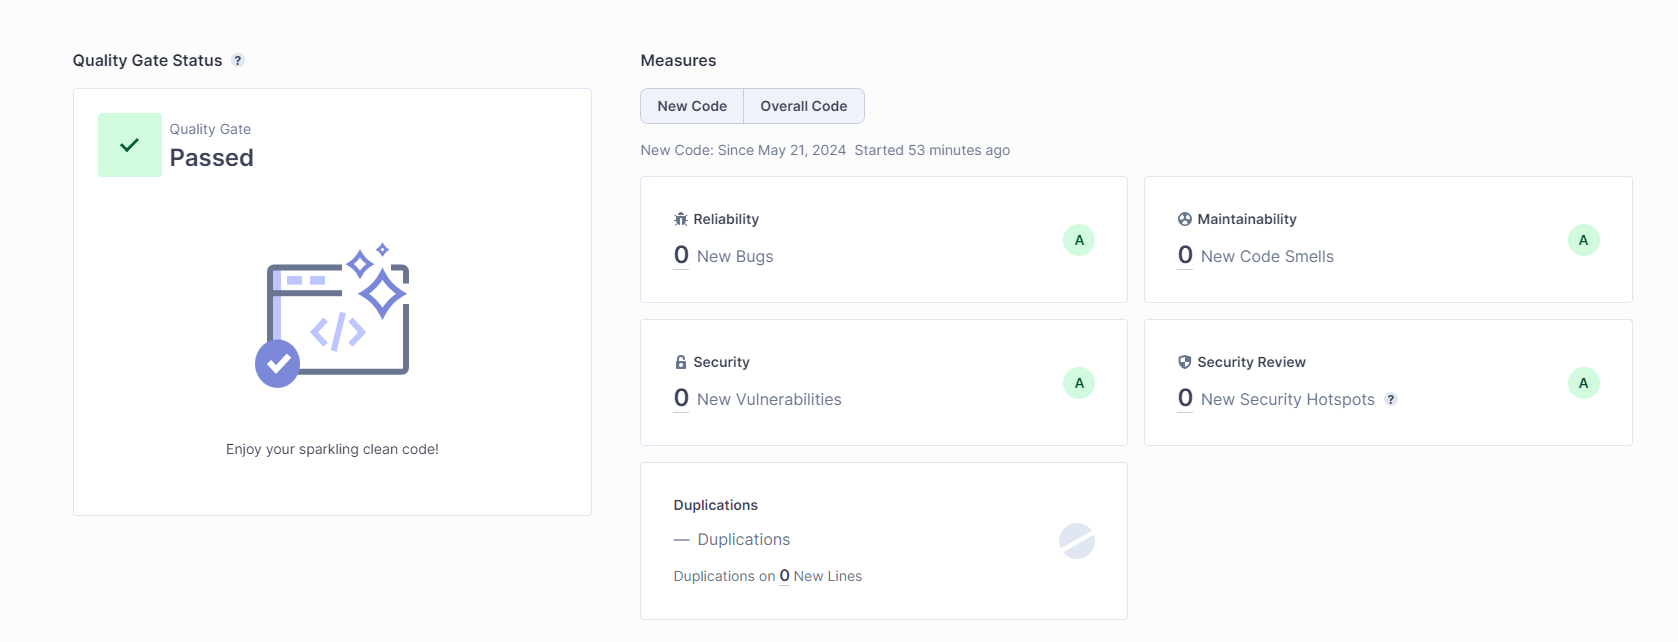 Quality Gate Status ?
Quality Gate
Passed
</>
Enjoy your sparkling clean code!
Measures
New Code Overall Code
New Code: Since May 21, 2024 Started 53 minutes ago
Reliability
0 New Bugs
A
Maintainability
0 New Code Smells
A
Security
0 New Vulnerabilities
A
Security Review
0 New Security Hotspots ?
A
Duplications
— Duplications
Duplications on 0 New Lines